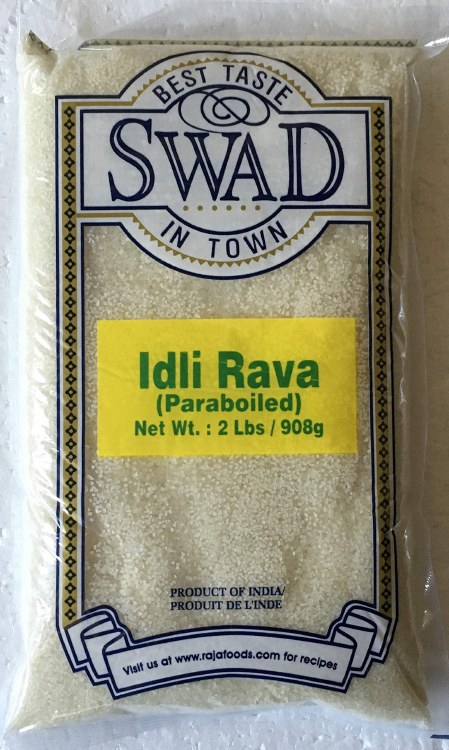 BEST TASTE
SWAD
IN TOWN
Idli Rava
(Paraboiled)
Net Wt. : 2 Lbs / 908g
PRODUCT OF INDIA/
PRODUIT DE L'INDE
Visit us at www.rajafoods.com for recipes